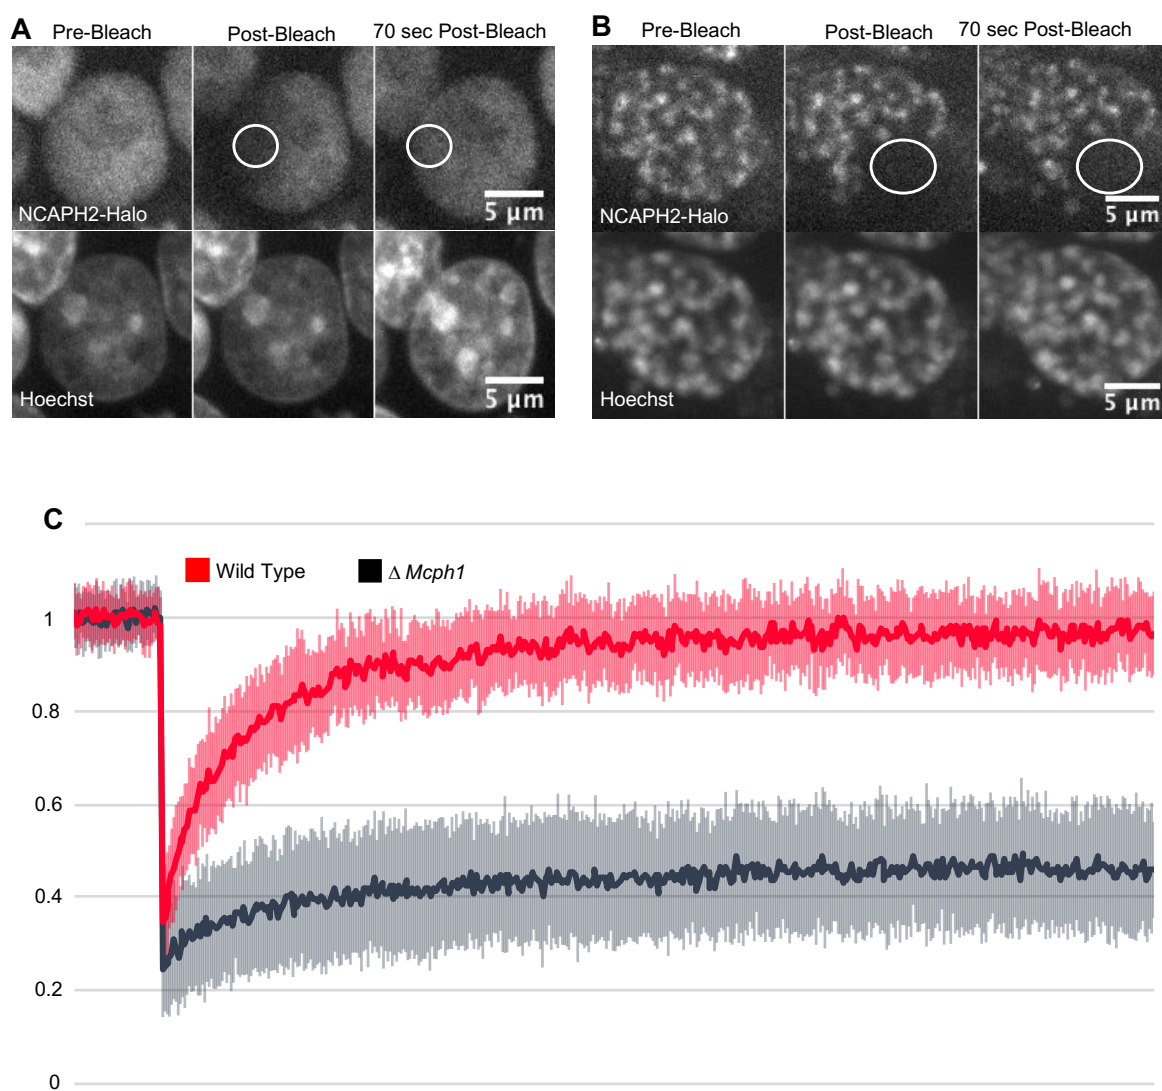 A
Pre-Bleach
Post-Bleach
70 sec Post-Bleach
NCAPH2-Halo
5 µm
Hoechst
5 µm
B
Pre-Bleach
Post-Bleach
70 sec Post-Bleach
NCAPH2-Halo
5 µm
Hoechst
5 µm
C
Wild Type
Δ Mcph1
1
0.8
0.6
0.4
0.2
0